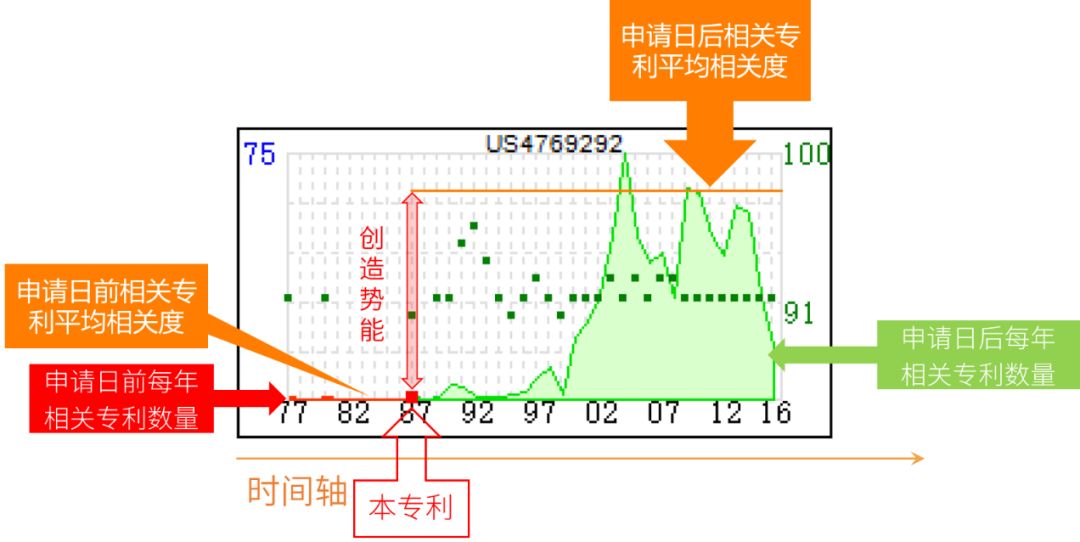 申请日后相关专
利平均相关度
US4769292
75
100
创
造
势
能
申请日前相关专
利平均相关度
91
申请日后每年
相关专利数量
申请日前每年
相关专利数量
77 82 87 92 97 02 07 12 16
时间轴
本专利